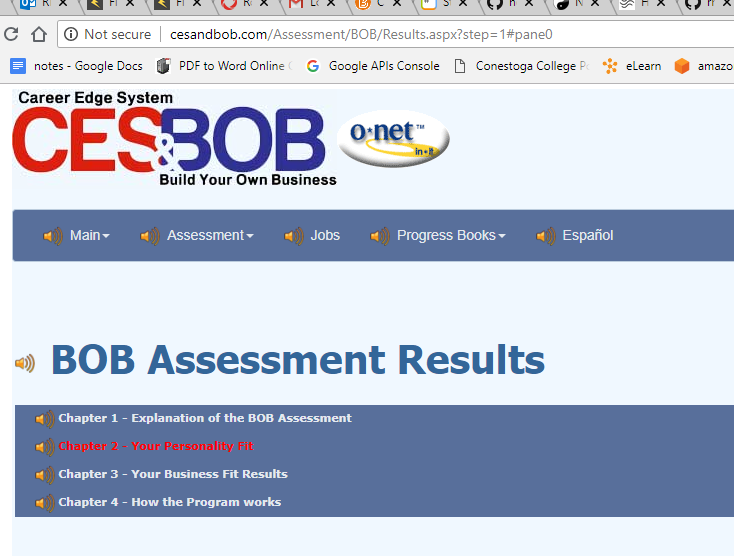 Not secure | cesandbob.com/Assessment/BOB/Results.aspx?step=1#pane0
notes - Google Docs PDF to Word Online Google APIs Console Conestoga College P eLearn amazo
Career Edge System
CES&BOB
Build Your Own Business
o*net™
in-it
Main Assessment Jobs Progress Books Español
BOB Assessment Results
Chapter 1 - Explanation of the BOB Assessment
Chapter 2 - Your Personality Fit
Chapter 3 - Your Business Fit Results
Chapter 4 - How the Program works